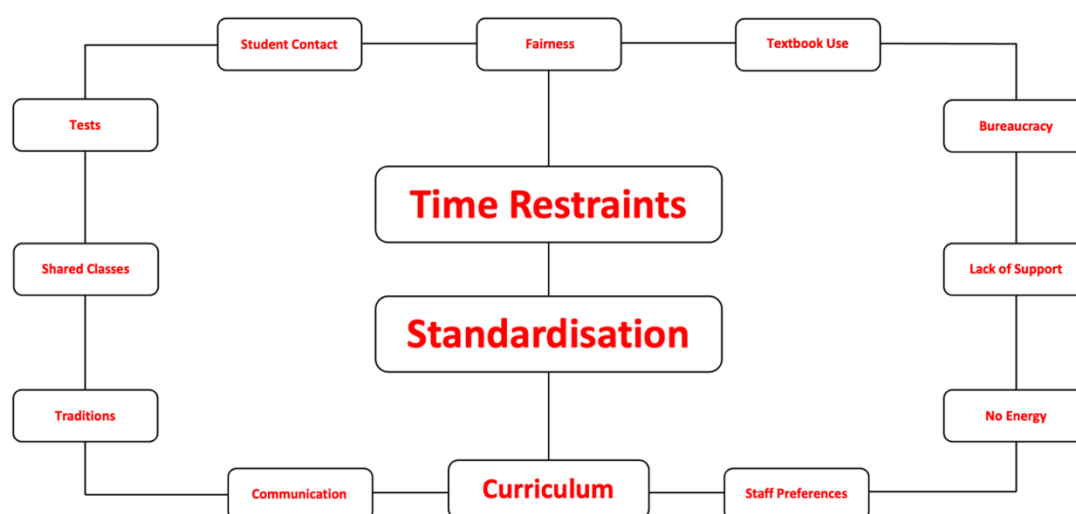 Student Contact
Fairness
Textbook Use
Tests
Bureaucracy
Time Restraints
Shared Classes
Lack of Support
Standardisation
Traditions
No Energy
Communication
Curriculum
Staff Preferences